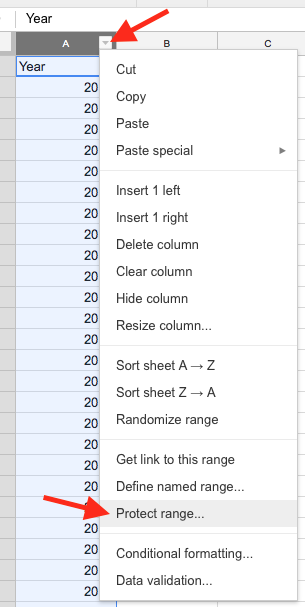 Year
A B C
Year
20
Cut
20
Copy
20
Paste
20
Paste special
20
20
Insert 1 left
20
Insert 1 right
20
Delete column
20
Clear column
20
Hide column
20
Resize column...
20
20
Sort sheet A → Z
20
Sort sheet Z → A
20
Randomize range
20
20
Get link to this range
20
Define named range...
20
Protect range...
20
20
Conditional formatting...
20
Data validation...
20